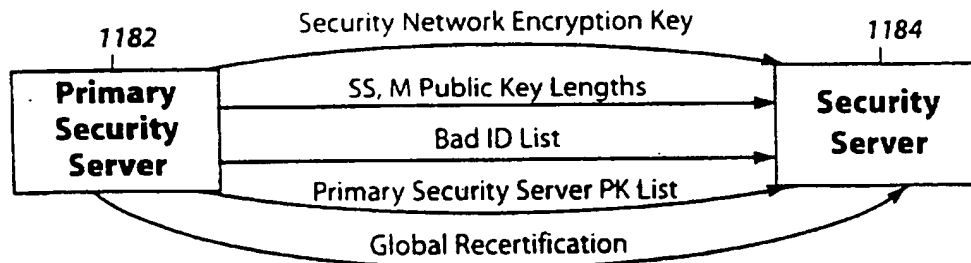 Security Network Encryption Key
1182
1184
Primary
Security
Server
SS, M Public Key Lengths
Bad ID List
Primary Security Server PK List
Global Recertification
Security
Server